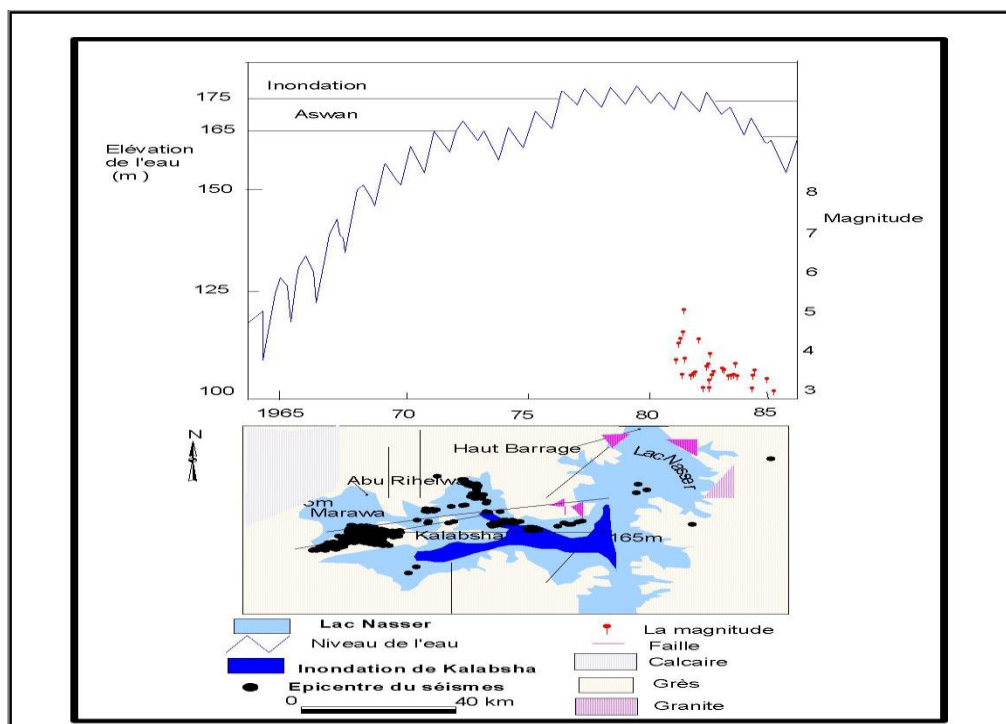 Inondation
175
Aswan
165
Elévation
de l'eau
( m )
150
125
100
8
Magnitude
7
6
5
4
3
1965 70 75 80 85
N
Haut Barrage
Lac Nasser
Abu Rihelwa
Marawa
Kalabsha
165m
Lac Nasser
Niveau de l'eau
Inondation de Kalabsha
Epicentre du séismes
0 40 km
La magnitude
Faille
Calcaire
Grès
Granite